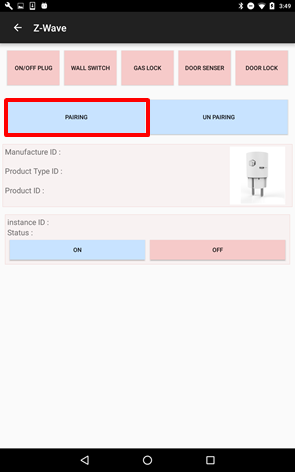 3:49
Z-Wave
ON/OFF PLUG WALL SWITCH GAS LOCK DOOR SENSER DOOR LOCK
PAIRING UN PAIRING
Manufacture ID :
Product Type ID :
Product ID :
instance ID :
Status :
ON OFF